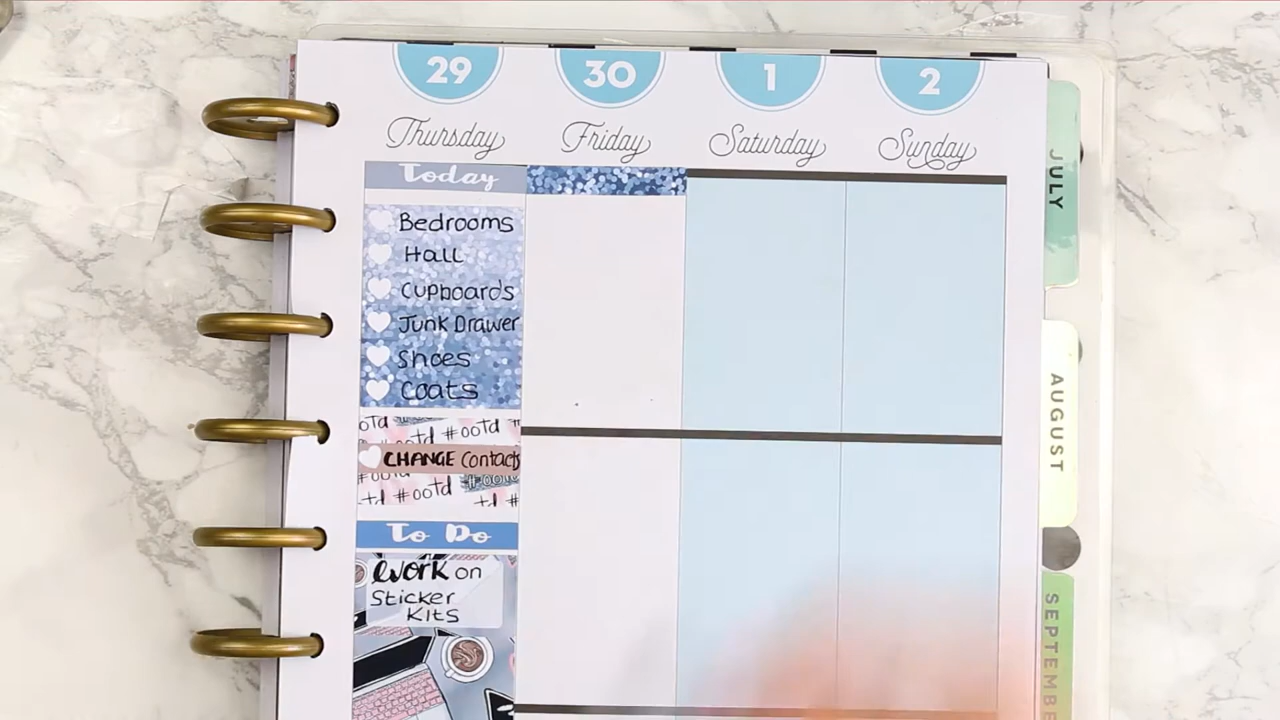 29 30 1 2
Thursday Friday Saturday Sunday
Today
Bedrooms
Hall
Cupboards
Junk Drawer
Shoes
Coats
#ootd
CHANGE Contacts
#ootd
To Do
Work on
Sticker
Kits
JULY
AUGUST
SEPTEMBE